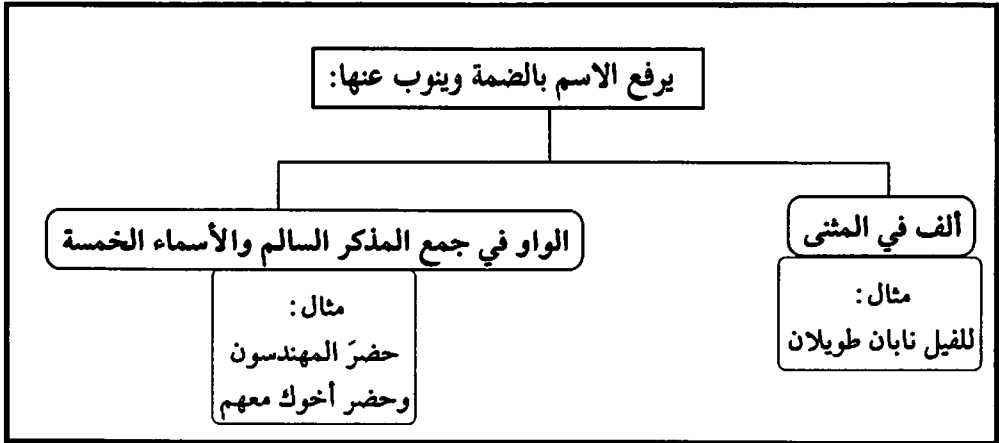 يرفع الاسم بالضمة وينوب عنها:
ألف في المثنى
مثال:
للفيل نابان طويلان
الواو في جمع المذكر السالم والأسماء الخمسة
مثال:
حضرَ المهندسون
وحضر أخوك معهم